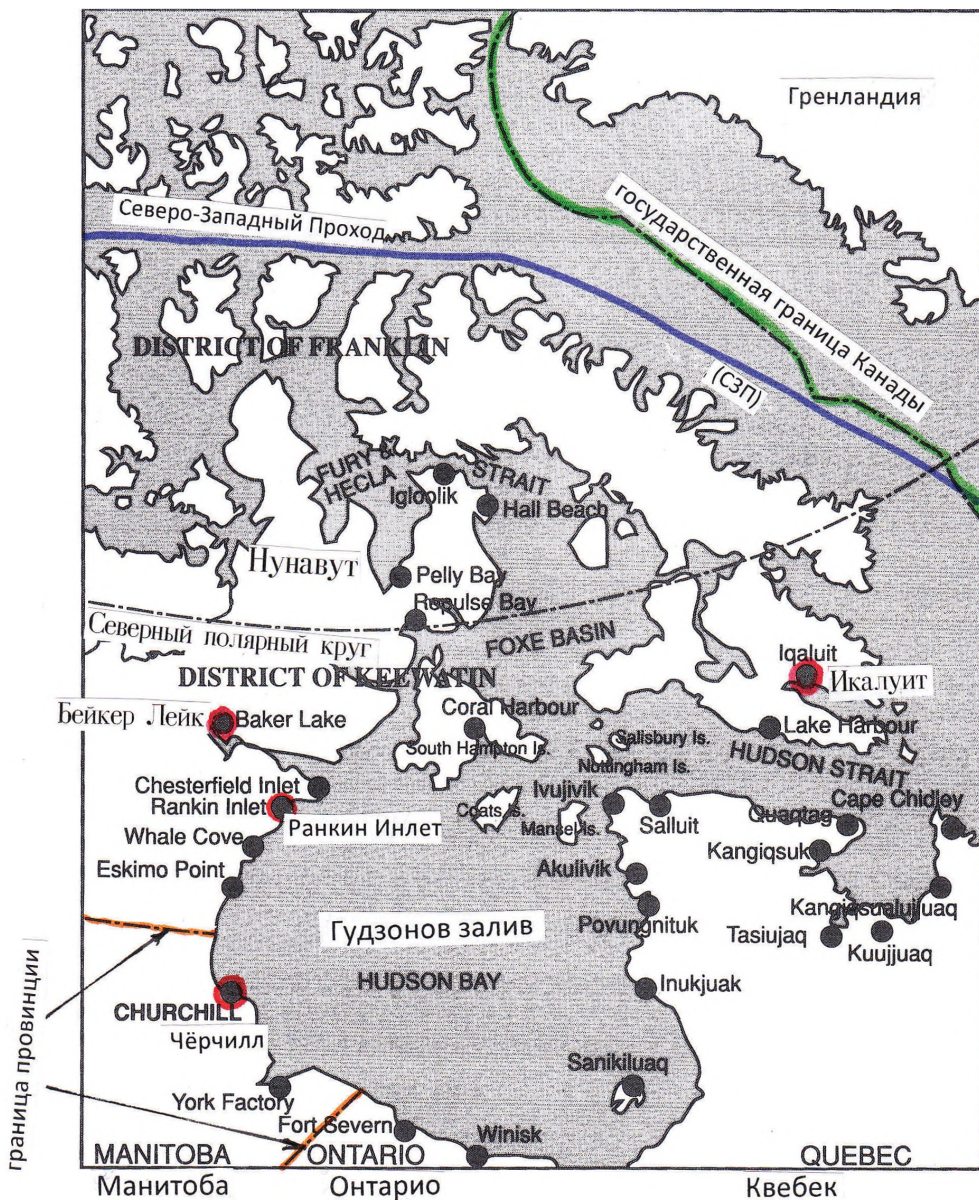 Гренландия
Северо-Западный Проход
государственная граница Канады
(СЗП)
DISTRICT OF FRANKLIN
FURY &
HECLA
STRAIT
Igloolik
Hall Beach
Нунавут
Pelly Bay
Repulse Bay
Северный полярный круг
FOXE BASIN
DISTRICT OF KEEWATIN
Iqaluit
Икалуит
Бейкер Лейк
Baker Lake
Coral Harbour
Lake Harbour
South Hampton Is.
Salisbury Is.
Nottingham Is.
HUDSON STRAIT
Chesterfield Inlet
Rankin Inlet
Ранкин Инлет
Coats Is.
Mansel Is.
Ivujivik
Salluit
Quaqtag
Cape Chidley
Whale Cove
Kangiqsuk
Eskimo Point
Akulivik
Kangiqsualujjuaq
Povungnituk
Tasiujaq
Kuujjuaq
Гудзонов залив
HUDSON BAY
Inukjuak
CHURCHILL
Чёрчилл
Sanikiluaq
York Factory
Fort Severn
Winisk
граница провинции
MANITOBA
ONTARIO
QUEBEC
Манитоба
Онтарио
Квебек